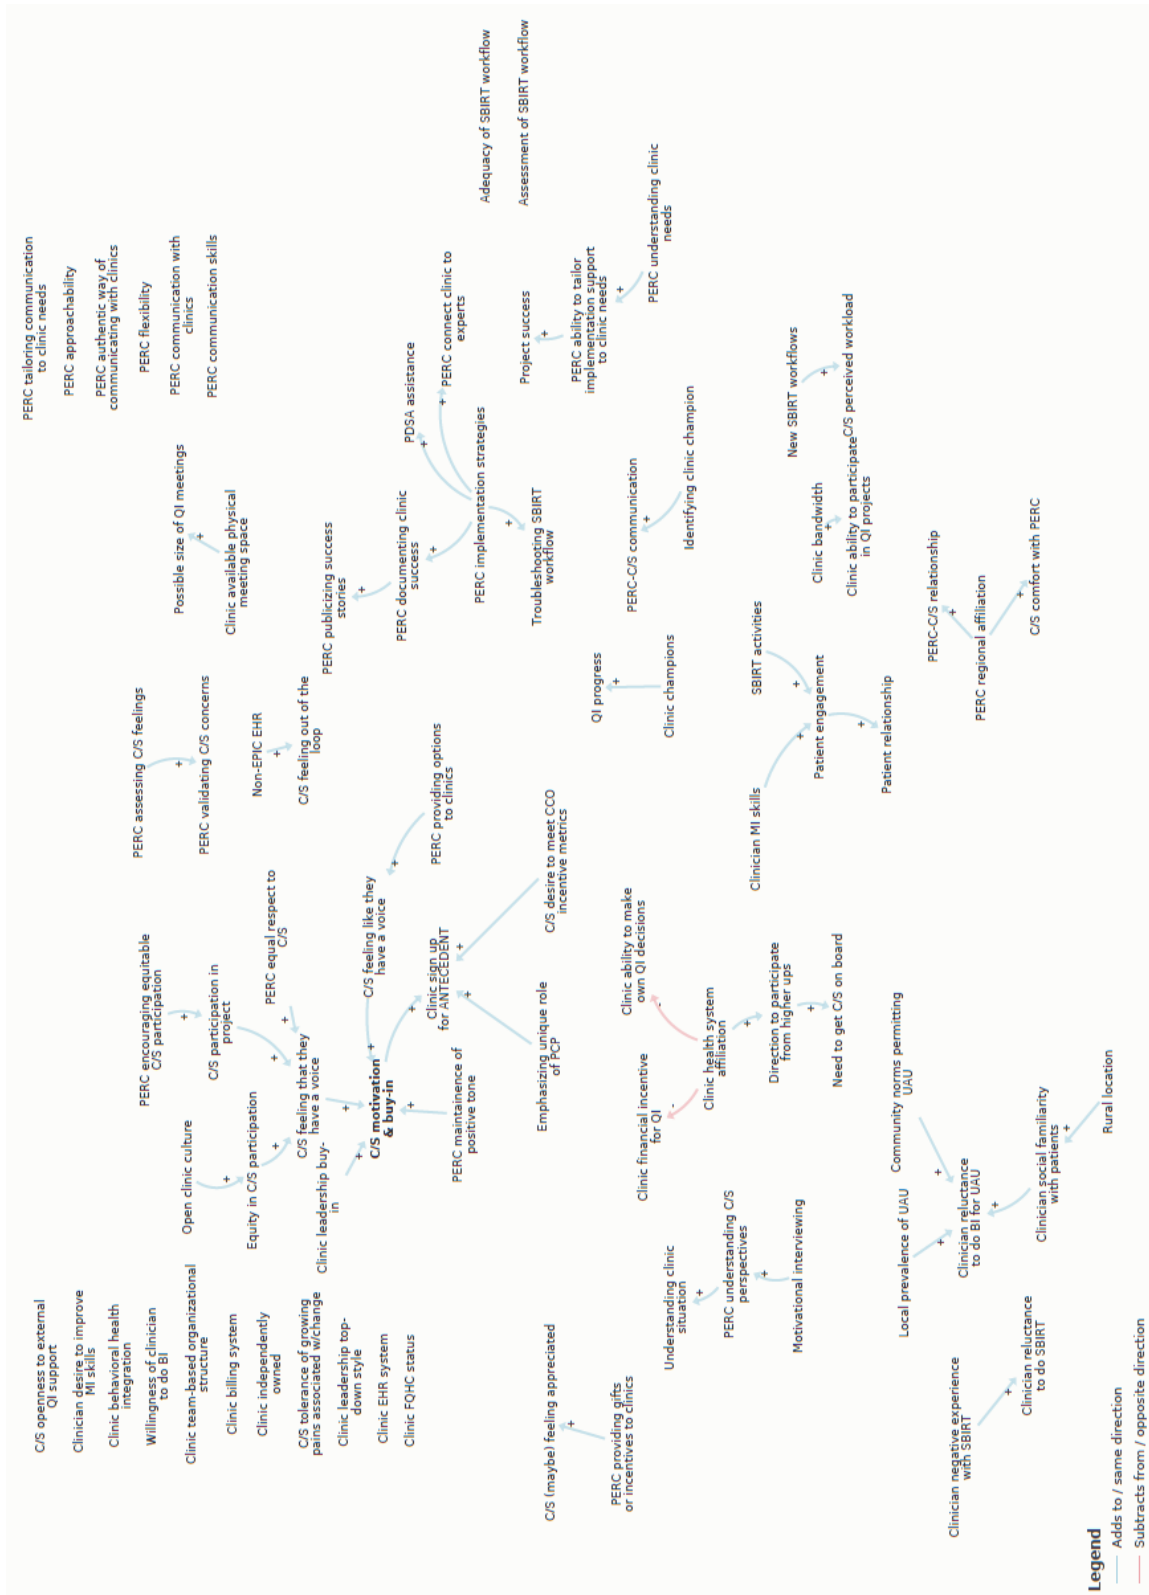 C/S openness to external
QI support
Clinician desire to improve
MI skills
Clinic behavioral health
integration
Willingness of clinician
to do BI
Clinic team-based organizational
structure
Clinic billing system
Clinic independently
owned
C/S tolerance of growing
pains associated w/change
Clinic leadership top-
down style
Clinic EHR system
Clinic FQHC status
C/S (maybe) feeling appreciated
+
PERC providing gifts
or incentives to clinics
Understanding clinic
situation
+
PERC understanding C/S
perspectives
+
Motivational interviewing
Clinician negative experience
with SBIRT
+
Clinician reluctance
to do SBIRT
Local prevalence of UAU
+
Community norms permitting
UAU
+
Clinician reluctance
to do BI for UAU
+
Clinician social familiarity
with patients
+
Rural location
PERC encouraging equitable
C/S participation
+
C/S participation in
project
+
Open clinic culture
+
Equity in C/S participation
+
PERC equal respect to
C/S
+
C/S feeling that they
have a voice
+
Clinic leadership buy-
in
+
C/S motivation
& buy-in
+
C/S feeling like they
have a voice
+
PERC providing options
to clinics
+
Clinic sign up
for ANTECEDENT
+
PERC maintainence of
positive tone
+
Emphasizing unique role
of PCP
+
C/S desire to meet CCO
incentive metrics
+
Clinic financial incentive
for QI
-
Clinic ability to make
own QI decisions
-
Clinic health system
affiliation
+
Direction to participate
from higher ups
+
Need to get C/S on board
PERC assessing C/S feelings
+
PERC validating C/S concerns
Non-EPIC EHR
+
C/S feeling out of the
loop
Possible size of QI meetings
+
Clinic available physical
meeting space
PERC publicizing success
stories
+
PERC documenting clinic
success
+
PDSA assistance
+
PERC connect clinic to
experts
+
PERC implementation strategies
+
Troubleshooting SBIRT
workflow
QI progress
+
Clinic champions
PERC-C/S communication
+
Identifying clinic champion
Clinician MI skills
+
SBIRT activities
+
Patient engagement
+
Patient relationship
Clinic bandwidth
+
Clinic ability to participate
in QI projects
New SBIRT workflows
+
C/S perceived workload
PERC-C/S relationship
+
PERC regional affiliation
+
C/S comfort with PERC
PERC tailoring communication
to clinic needs
PERC approachability
PERC authentic way of
communicating with clinics
PERC flexibility
PERC communication with
clinics
PERC communication skills
Adequacy of SBIRT workflow
Assessment of SBIRT workflow
Project success
+
PERC ability to tailor
implementation support
to clinic needs
+
PERC understanding clinic
needs
Legend
Adds to / same direction
Subtracts from / opposite direction